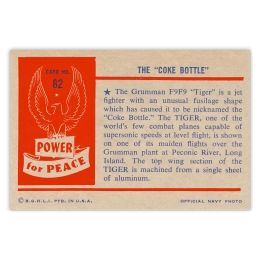 CARD NO.
82
POWER
for PEACE
THE "COKE BOTTLE"
★ The Grumman F9F9 "Tiger" is a jet
fighter with an unusual fusilage shape
which has caused it to be nicknamed the
"Coke Bottle." The TIGER, one of the
world's few combat planes capable of
supersonic speeds at level flight, is shown
on one of its maiden flights over the
Grumman plant at Peconic River, Long
Island. The top wing section of the
TIGER is machined from a single sheet
of aluminum.
© B.G.H.L.I. PTD. IN U.S.A.
OFFICIAL NAVY PHOTO